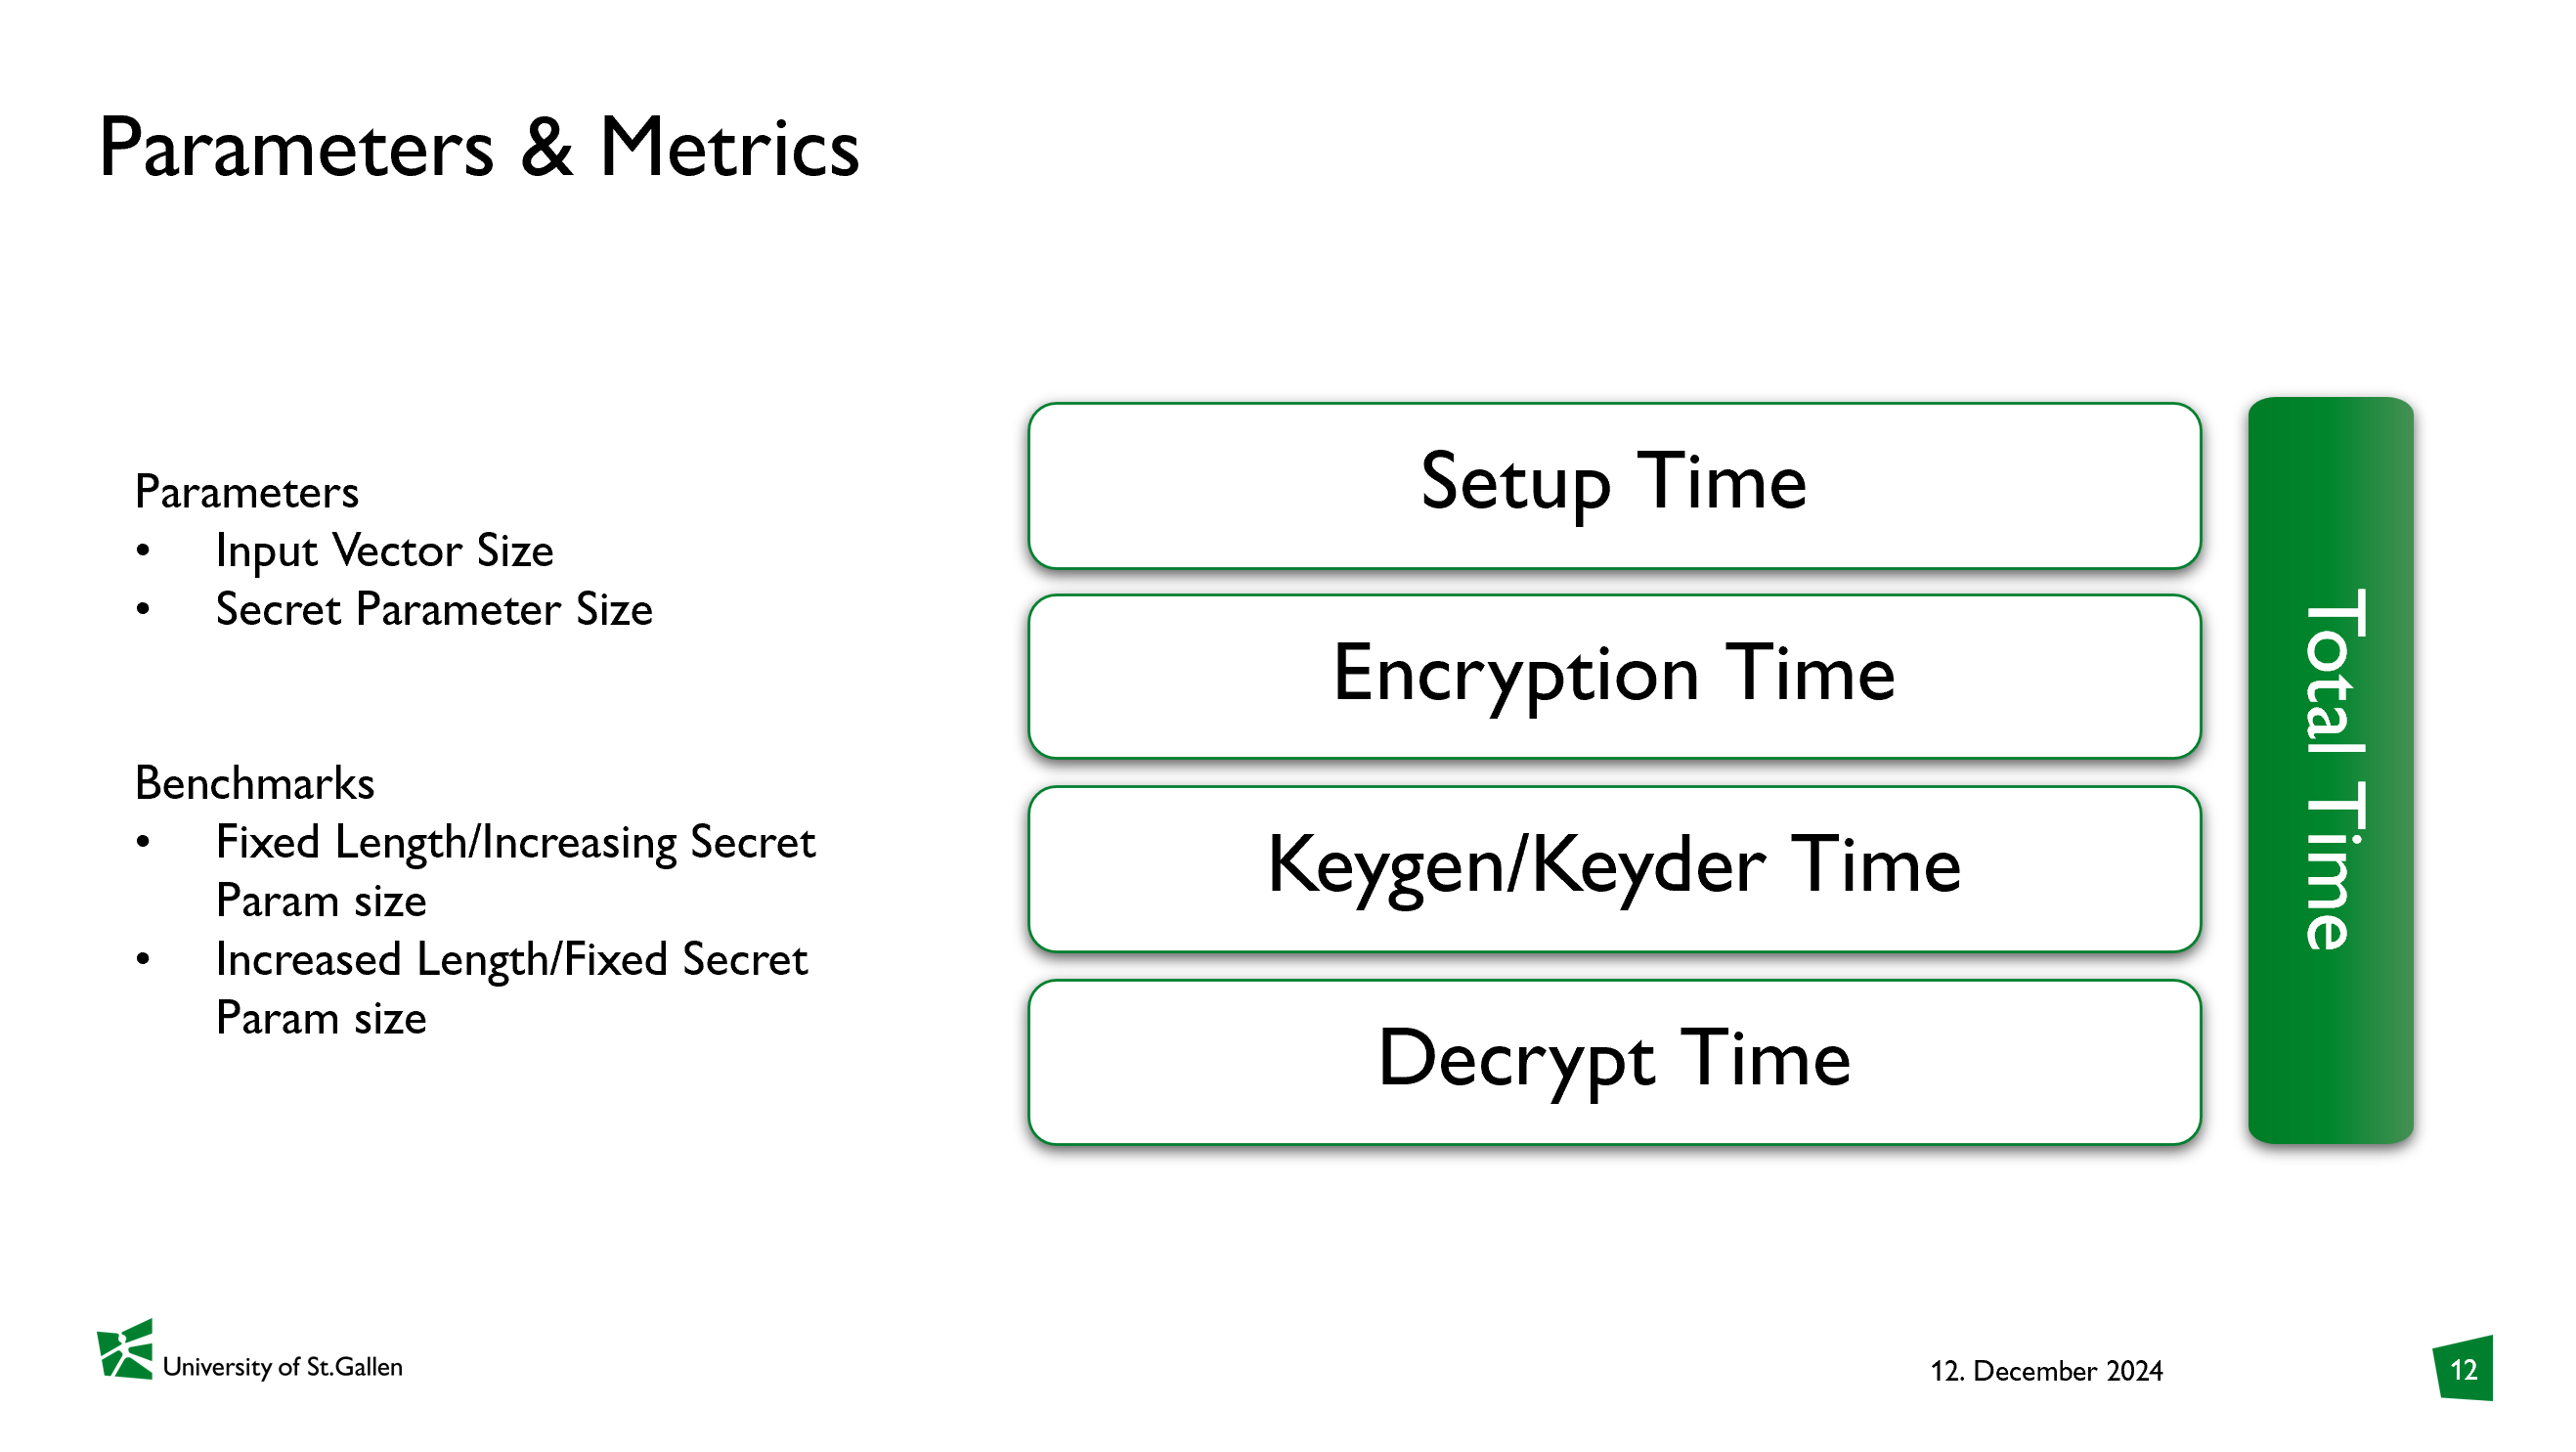 Parameters & Metrics
Parameters
• Input Vector Size
• Secret Parameter Size
Benchmarks
• Fixed Length/Increasing Secret
Param size
• Increased Length/Fixed Secret
Param size
Setup Time
Encryption Time
Keygen/Keyder Time
Decrypt Time
Total Time
University of St.Gallen
12. December 2024
12